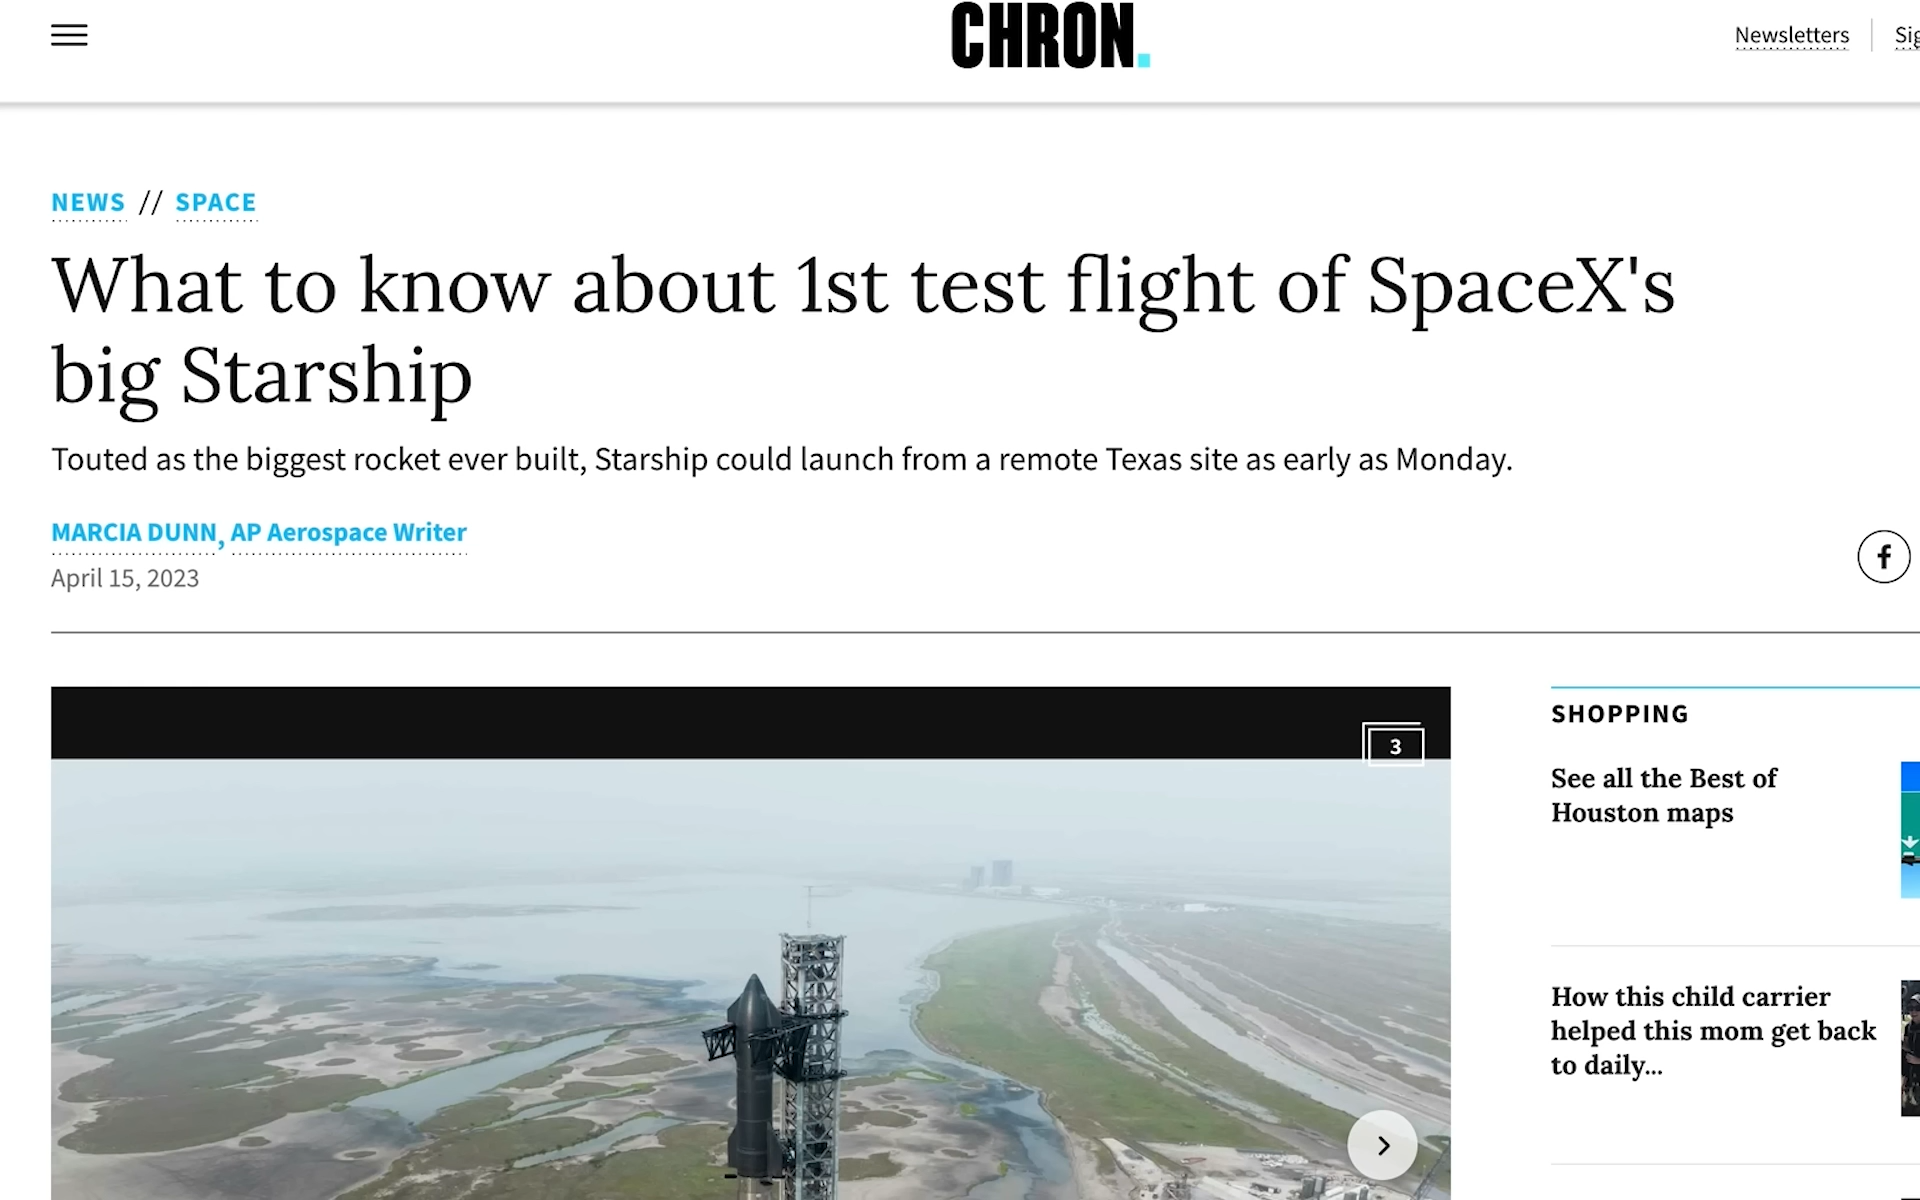 CHRON.
Newsletters
NEWS // SPACE
What to know about 1st test flight of SpaceX's
big Starship
Touted as the biggest rocket ever built, Starship could launch from a remote Texas site as early as Monday.
MARCIA DUNN, AP Aerospace Writer
April 15, 2023
3
SHOPPING
See all the Best of
Houston maps
How this child carrier
helped this mom get back
to daily...